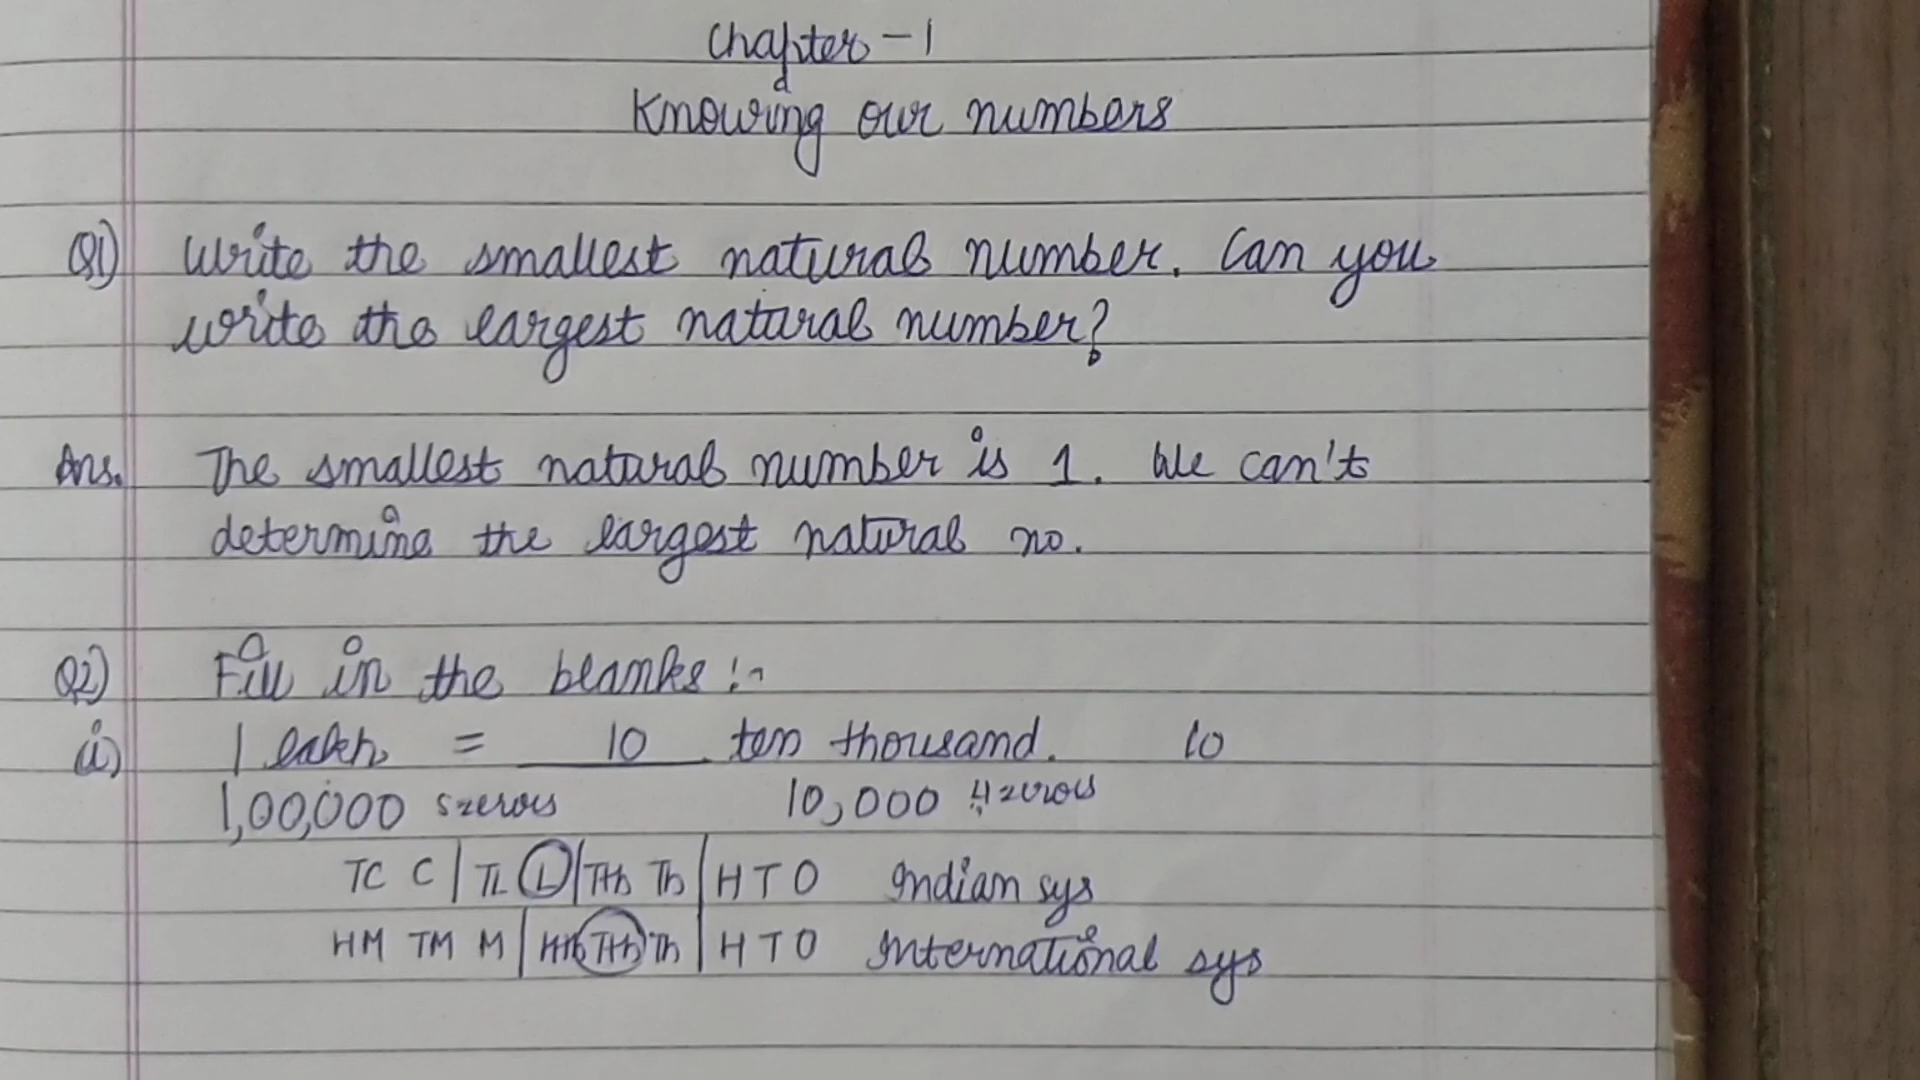 Chapter - 1
Knowing our numbers
Q1) Write the smallest natural number. Can you
write the largest natural number?
Ans. The smallest natural number is 1. We can't
determine the largest natural no.
Q2) Fill in the blanks :-
i) 1 lakh = 10 ten thousand. 10
1,00,000 5zeros 10,000 4zeros
TC C | TL L | TTh Th | H T O Indian sys
HM TM M | HTh TTh Th | H T O International sys